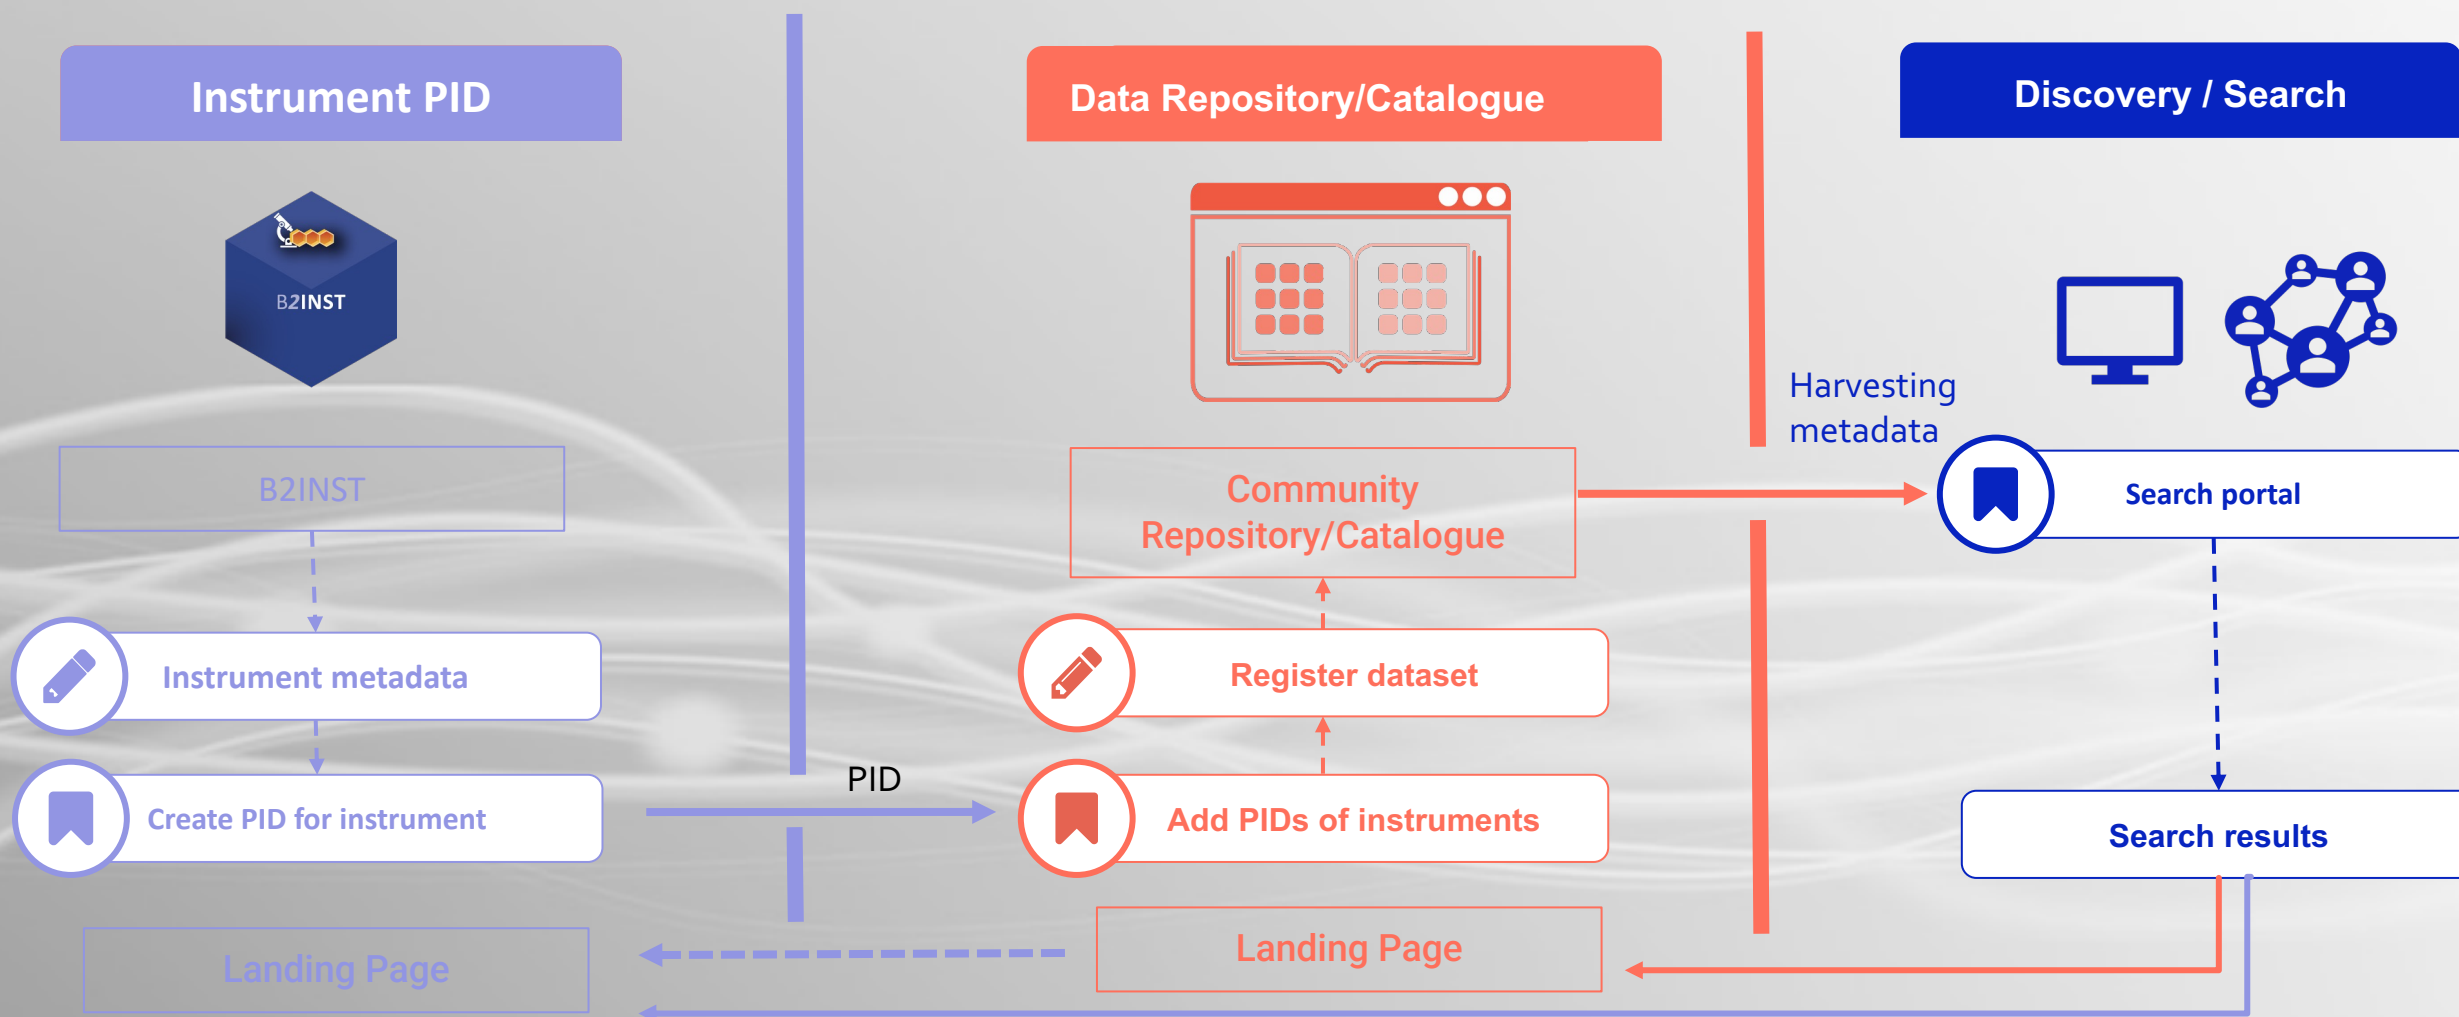 Instrument PID
B2INST
B2INST
Instrument metadata
Create PID for instrument
Landing Page
PID
Data Repository/Catalogue
Community
Repository/Catalogue
Register dataset
Add PIDs of instruments
Landing Page
Harvesting
metadata
Discovery / Search
Search portal
Search results